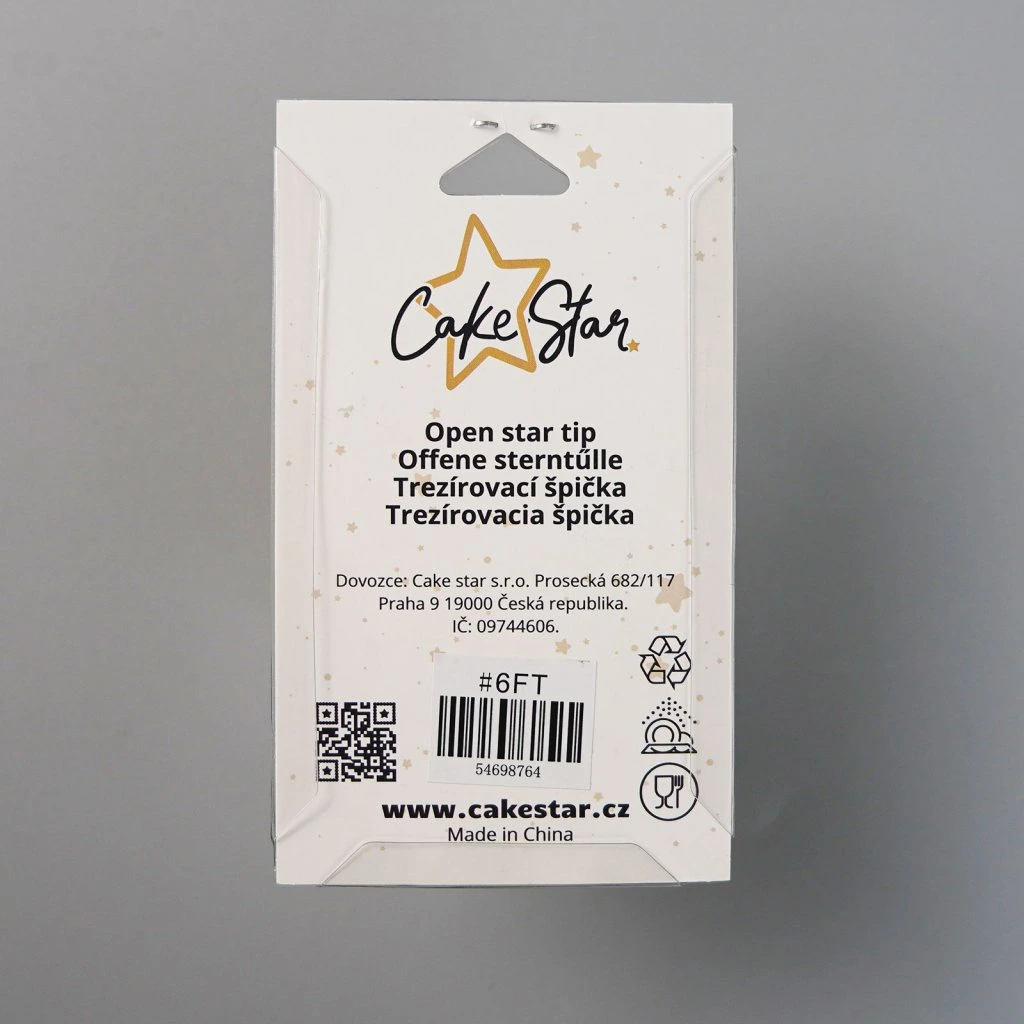 Cake Star
Open star tip
Offene sterntűlle
Trezírovací špička
Trezírovacia špička
Dovozce: Cake star s.r.o. Prosecká 682/117
Praha 9 19000 Česká republika.
IČ: 09744606.
#6FT
54698764
www.cakestar.cz
Made in China